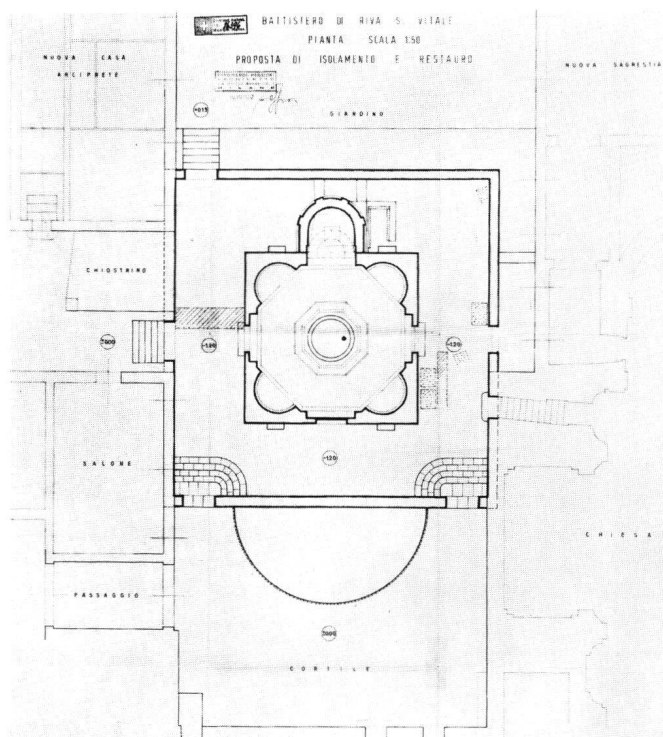 BATTISTERO DI RIVA S. VITALE
PIANTA SCALA 1:50
PROPOSTA DI ISOLAMENTO E RESTAURO
NUOVA CASA
ARCIPRETE
NUOVA SAGRESTIA
+015
GIARDINO
CHIOSTRINO
-120
-120
SALONE
-120
CHIESA
PASSAGGIO
CORTILE